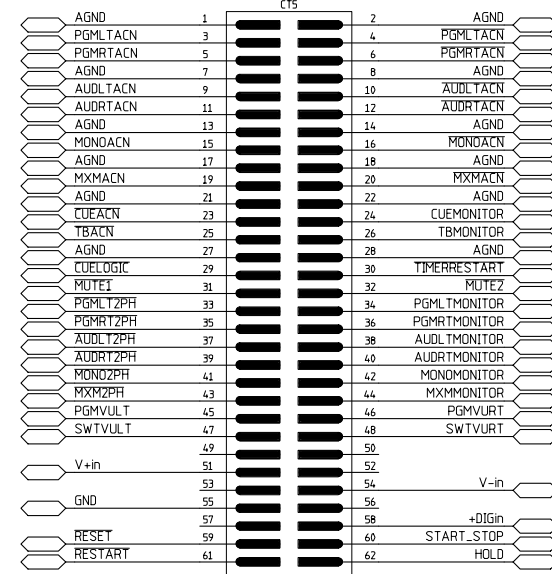 CT5
AGND 1 2 AGND
PGMLTACN 3 4 PGMLTACN
PGMRTACN 5 6 PGMRTACN
AGND 7 8 AGND
AUDLTACN 9 10 AUDLTACN
AUDRTACN 11 12 AUDRTACN
AGND 13 14 AGND
MONOACN 15 16 MONOACN
AGND 17 18 AGND
MXMACN 19 20 MXMACN
AGND 21 22 AGND
CUEACN 23 24 CUEMONITOR
TBACN 25 26 TBMONITOR
AGND 27 28 AGND
CUELOGIC 29 30 TIMERRESTART
MUTE1 31 32 MUTE2
PGMLT2PH 33 34 PGMLTMONITOR
PGMRT2PH 35 36 PGMRTMONITOR
AUDLT2PH 37 38 AUDLTMONITOR
AUDRT2PH 39 40 AUDRTMONITOR
MONO2PH 41 42 MONOMONITOR
MXM2PH 43 44 MXMMONITOR
PGMVULT 45 46 PGMVURT
SWTVULT 47 48 SWTVURT
49 50
V+in 51 52
53 54 V-in
GND 55 56
57 58 +DIGin
RESET 59 60 START_STOP
RESTART 61 62 HOLD